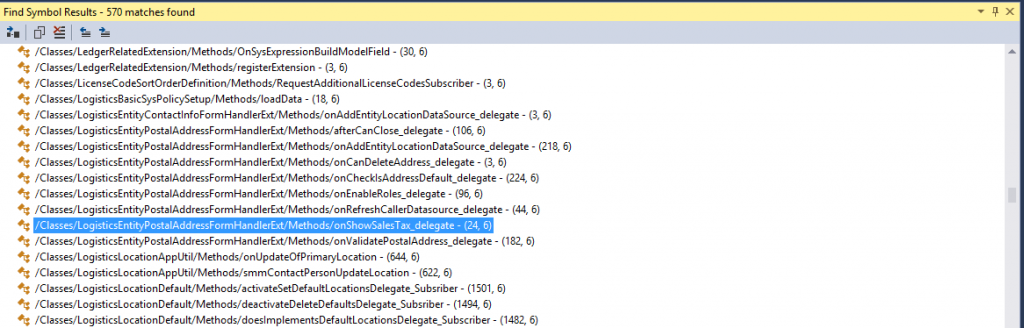 Find Symbol Results - 570 matches found
/Classes/LedgerRelatedExtension/Methods/OnSysExpressionBuildModelField - (30, 6)
/Classes/LedgerRelatedExtension/Methods/registerExtension - (3, 6)
/Classes/LicenseCodeSortOrderDefinition/Methods/RequestAdditionalLicenseCodesSubscriber - (3, 6)
/Classes/LogisticsBasicSysPolicySetup/Methods/loadData - (18, 6)
/Classes/LogisticsEntityContactInfoFormHandlerExt/Methods/onAddEntityLocationDataSource_delegate - (3, 6)
/Classes/LogisticsEntityPostalAddressFormHandlerExt/Methods/afterCanClose_delegate - (106, 6)
/Classes/LogisticsEntityPostalAddressFormHandlerExt/Methods/onAddEntityLocationDataSource_delegate - (218, 6)
/Classes/LogisticsEntityPostalAddressFormHandlerExt/Methods/onCanDeleteAddress_delegate - (3, 6)
/Classes/LogisticsEntityPostalAddressFormHandlerExt/Methods/onCheckIsAddressDefault_delegate - (224, 6)
/Classes/LogisticsEntityPostalAddressFormHandlerExt/Methods/onEnableRoles_delegate - (96, 6)
/Classes/LogisticsEntityPostalAddressFormHandlerExt/Methods/onRefreshCallerDatasource_delegate - (44, 6)
/Classes/LogisticsEntityPostalAddressFormHandlerExt/Methods/onShowSalesTax_delegate - (24, 6)
/Classes/LogisticsEntityPostalAddressFormHandlerExt/Methods/onValidatePostalAddress_delegate - (182, 6)
/Classes/LogisticsLocationAppUtil/Methods/onUpdateOfPrimaryLocation - (644, 6)
/Classes/LogisticsLocationAppUtil/Methods/smmContactPersonUpdateLocation - (622, 6)
/Classes/LogisticsLocationDefault/Methods/activateSetDefaultLocationsDelegate_Subsriber - (1501, 6)
/Classes/LogisticsLocationDefault/Methods/deactivateDeleteDefaultsDelegate_Subsriber - (1494, 6)
/Classes/LogisticsLocationDefault/Methods/doesImplementsDefaultLocationsDelegate_Subscriber - (1482, 6)